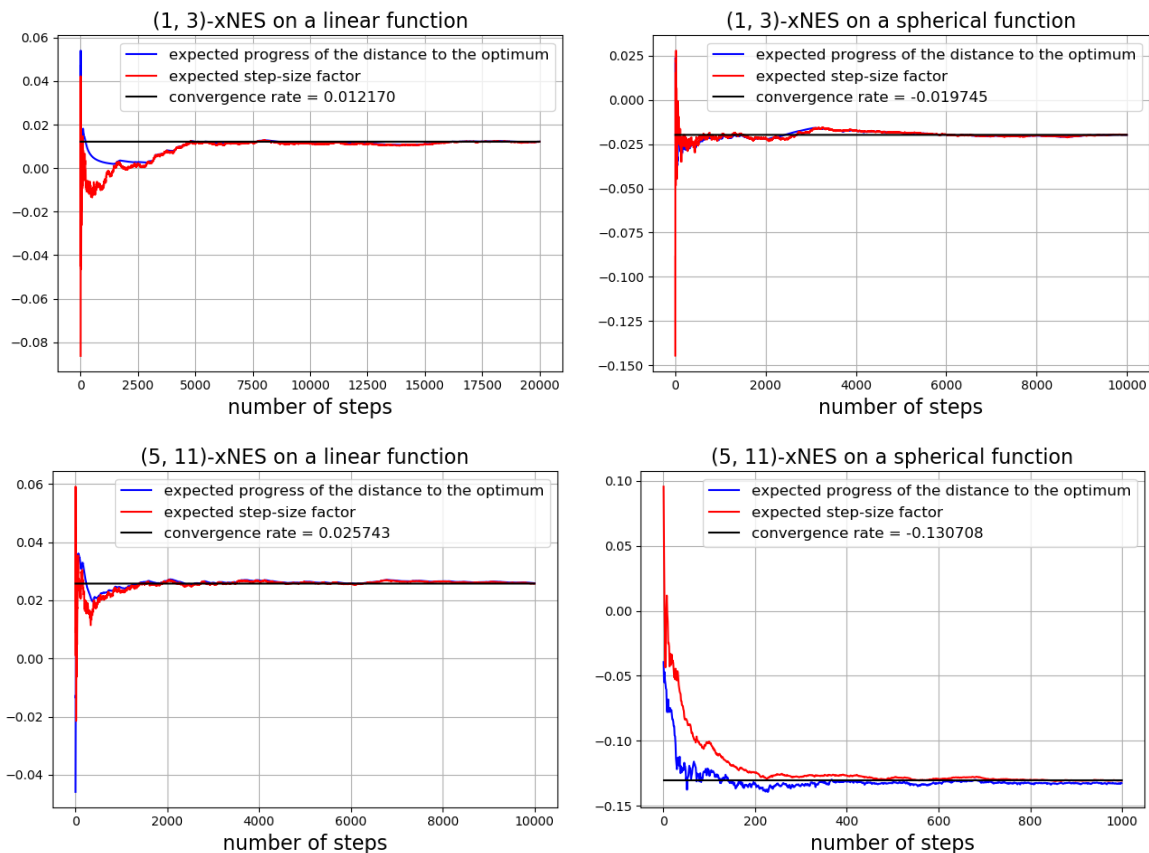 (1, 3)-xNES on a linear function
0.06
0.04
0.02
0.00
−0.02
−0.04
−0.06
−0.08
expected progress of the distance to the optimum
expected step-size factor
convergence rate = 0.012170
0 2500 5000 7500 10000 12500 15000 17500 20000
number of steps
(1, 3)-xNES on a spherical function
0.025
0.000
−0.025
−0.050
−0.075
−0.100
−0.125
−0.150
expected progress of the distance to the optimum
expected step-size factor
convergence rate = -0.019745
0 2000 4000 6000 8000 10000
number of steps
(5, 11)-xNES on a linear function
0.06
0.04
0.02
0.00
−0.02
−0.04
expected progress of the distance to the optimum
expected step-size factor
convergence rate = 0.025743
0 2000 4000 6000 8000 10000
number of steps
(5, 11)-xNES on a spherical function
0.10
0.05
0.00
−0.05
−0.10
−0.15
expected progress of the distance to the optimum
expected step-size factor
convergence rate = -0.130708
0 200 400 600 800 1000
number of steps